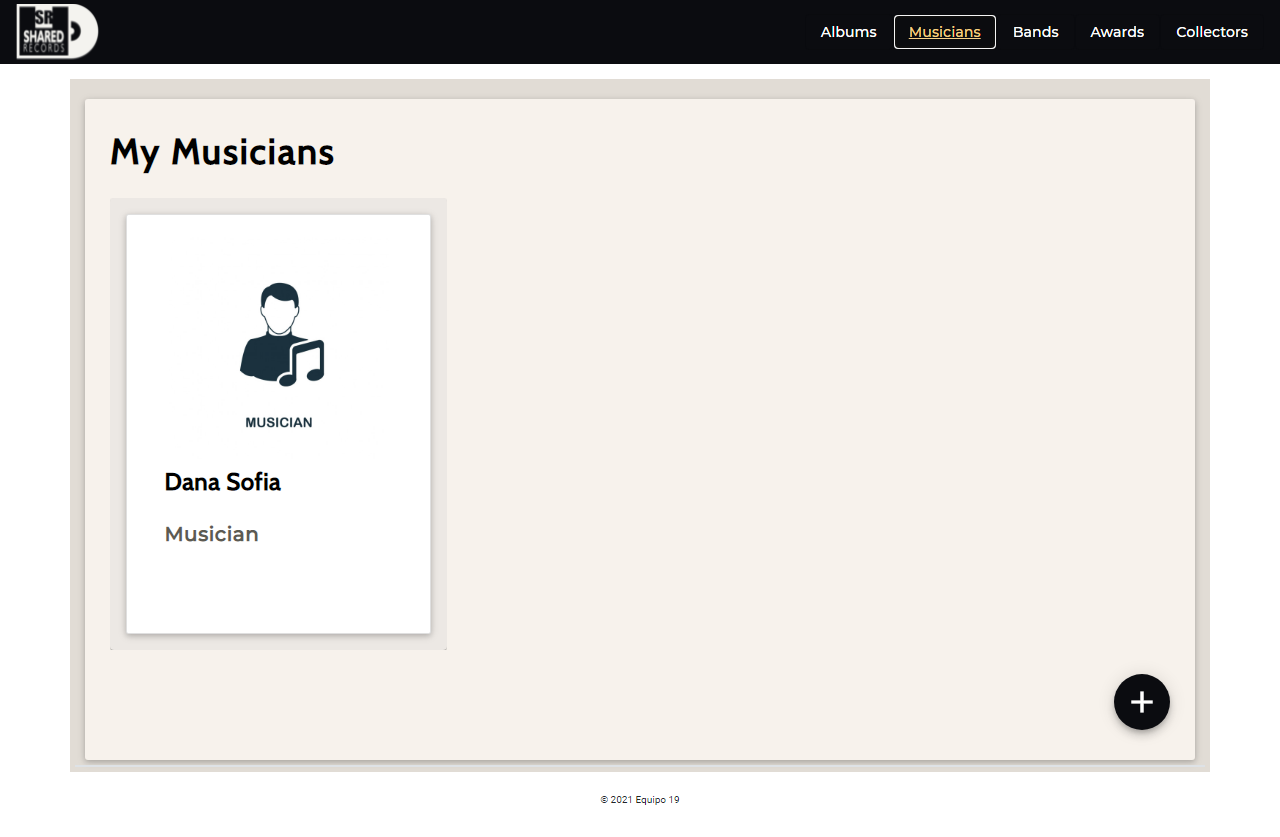 SR
SHARED
RECORDS
Albums
Musicians
Bands
Awards
Collectors
My Musicians
MUSICIAN
Dana Sofia
Musician
© 2021 Equipo 19